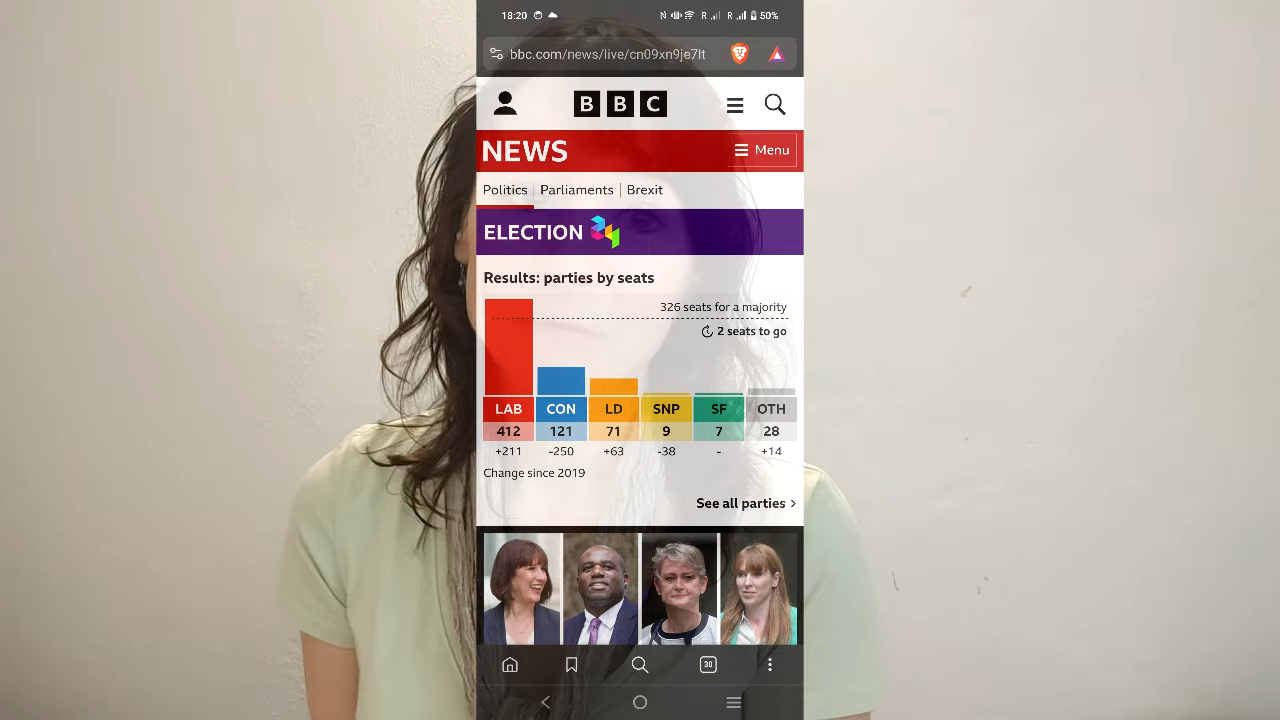 18:20 R R 50%
bbc.com/news/live/cn09xn9je7lt
BBC
NEWS Menu
Politics Parliaments Brexit
ELECTION 24
Results: parties by seats
326 seats for a majority
2 seats to go
LAB CON LD SNP SF OTH
412 121 71 9 7 28
+211 -250 +63 -38 - +14
Change since 2019
See all parties >
30